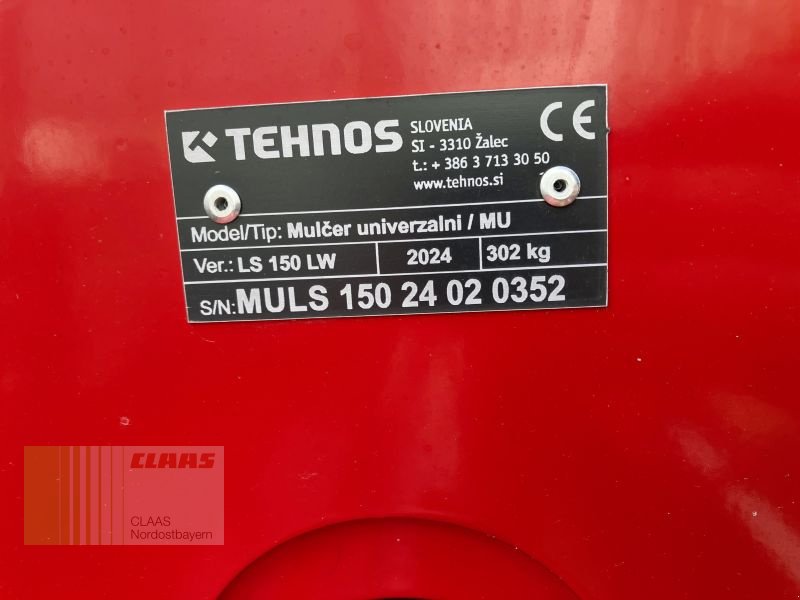 TEHNOS
SLOVENIA
SI - 3310 Žalec
t.: + 386 3 713 30 50
www.tehnos.si
CE
Model/Tip: Mulčer univerzalni / MU
Ver.: LS 150 LW 2024 302 kg
S/N: MULS 150 24 02 0352
CLAAS
CLAAS
Nordostbayern